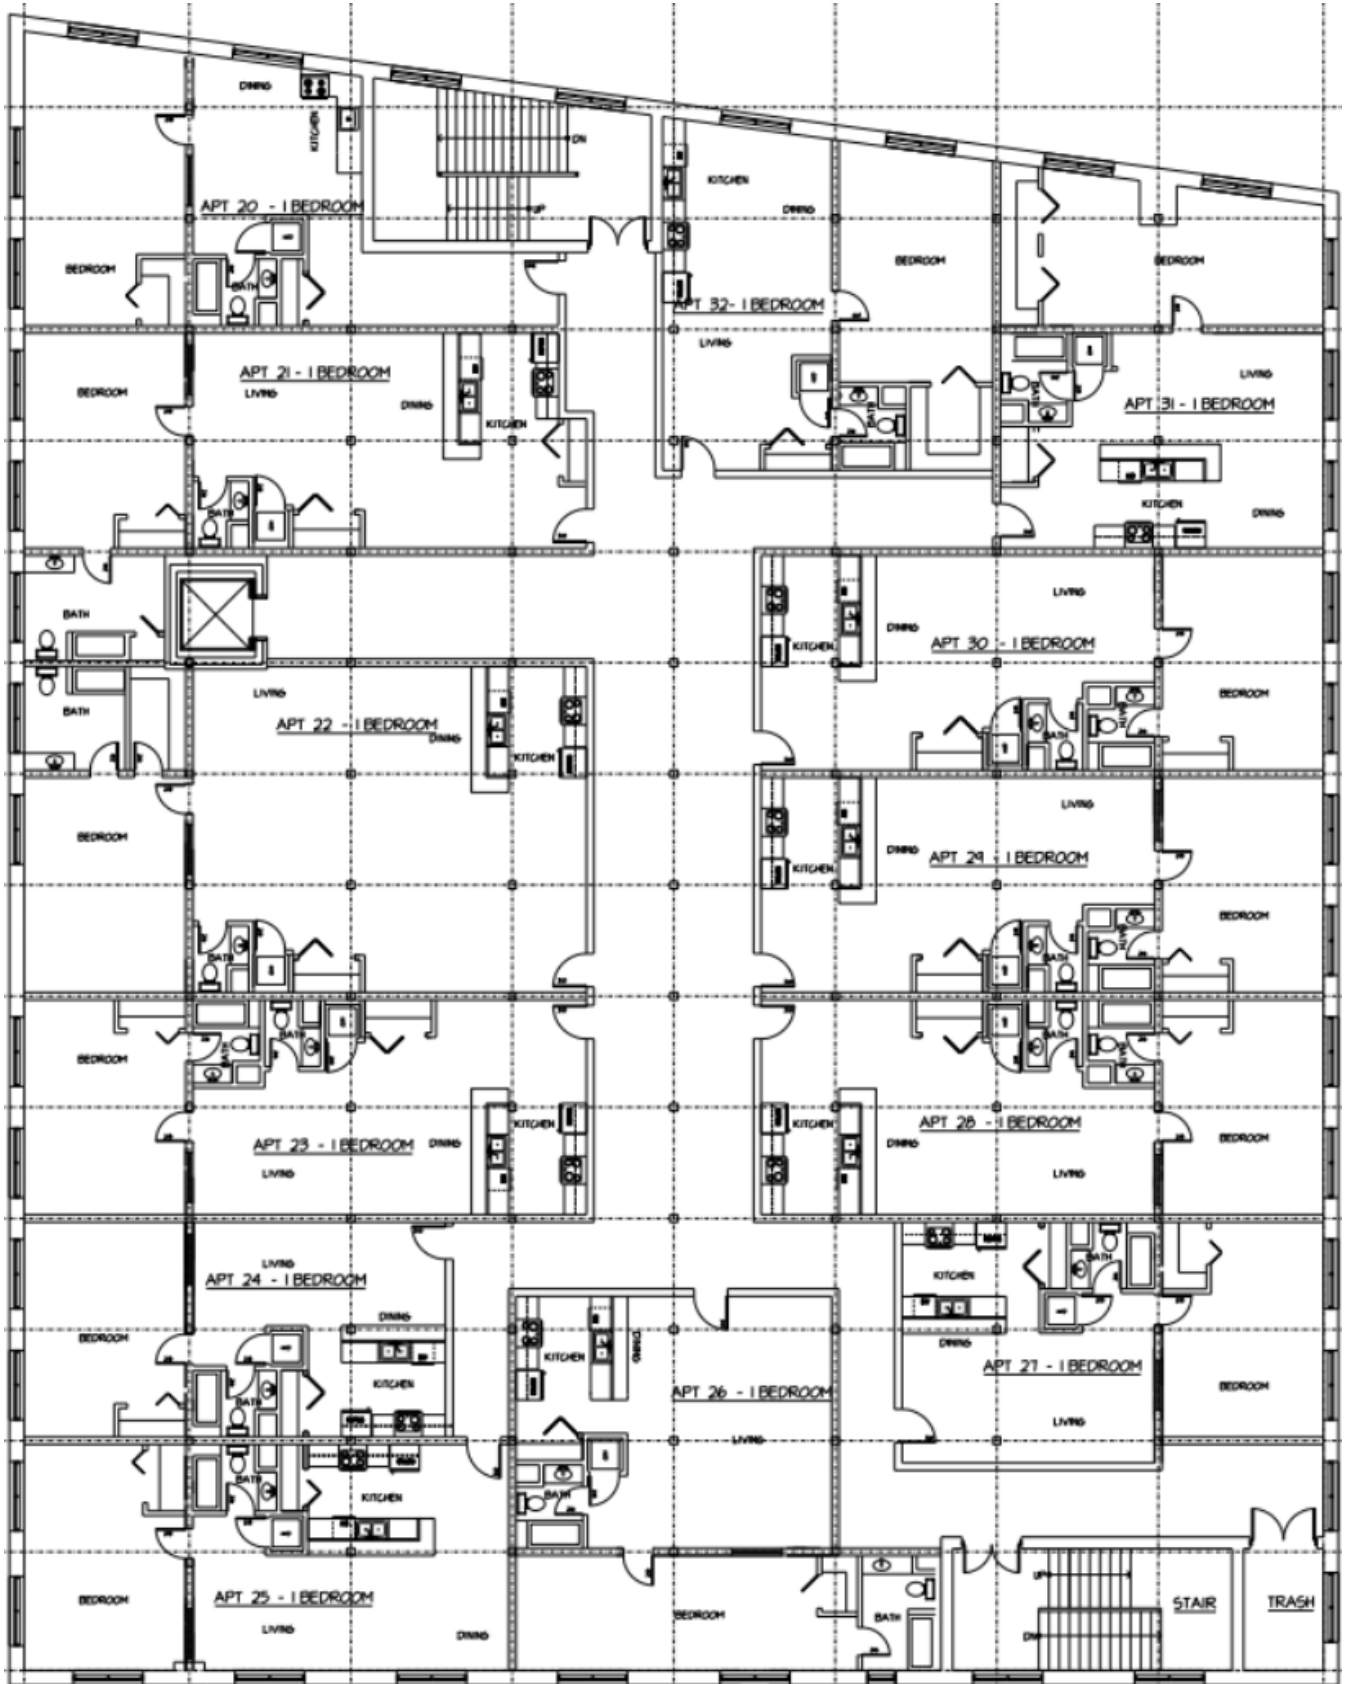 DINING
KITCHEN
DN
UP
APT 20 - 1 BEDROOM
BEDROOM
BATH
KITCHEN
DINING
BEDROOM
BEDROOM
APT 32- 1 BEDROOM
LIVING
BATH
APT 21 - 1 BEDROOM
BEDROOM
LIVING
DINING
KITCHEN
BATH
LIVING
BATH
APT 31 - 1 BEDROOM
KITCHEN
DINING
BATH
BATH
LIVING
APT 22 - 1 BEDROOM
DINING
KITCHEN
BEDROOM
BATH
LIVING
DINING
APT 30 - 1 BEDROOM
KITCHEN
BEDROOM
BATH
BATH
LIVING
DINING
APT 29 - 1 BEDROOM
KITCHEN
BEDROOM
BATH
BATH
BATH
BATH
BEDROOM
KITCHEN
APT 23 - 1 BEDROOM
DINING
LIVING
BATH
BATH
KITCHEN
APT 28 - 1 BEDROOM
DINING
BEDROOM
LIVING
LIVING
APT 24 - 1 BEDROOM
DINING
BEDROOM
KITCHEN
BATH
BATH
KITCHEN
DINING
APT 27 - 1 BEDROOM
BEDROOM
LIVING
DINING
KITCHEN
APT 26 - 1 BEDROOM
LIVING
BATH
BATH
KITCHEN
APT 25 - 1 BEDROOM
BEDROOM
LIVING
DINING
BEDROOM
BATH
UP
DN
STAIR
TRASH